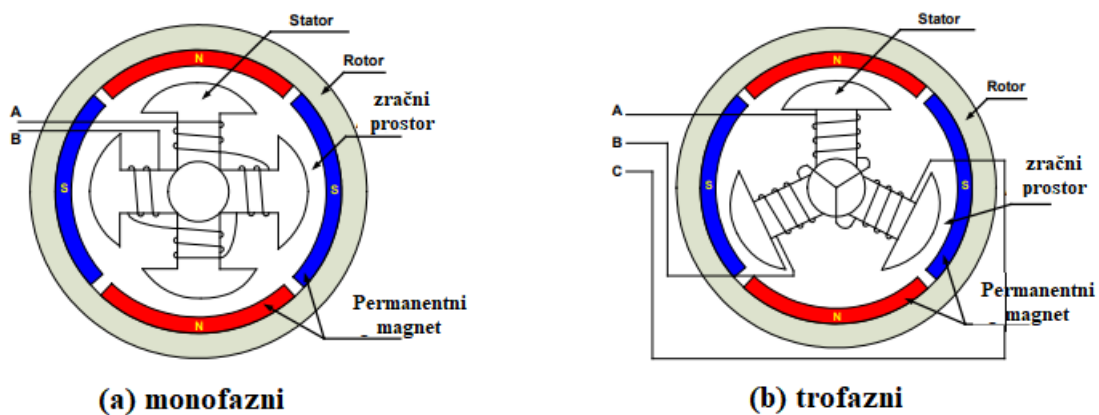 Stator
N
Rotor
A
B
zračni
prostor
S
S
Permanentni
magnet
N
(a) monofazni
Stator
N
Rotor
A
B
C
zračni
prostor
S
S
Permanentni
magnet
N
(b) trofazni